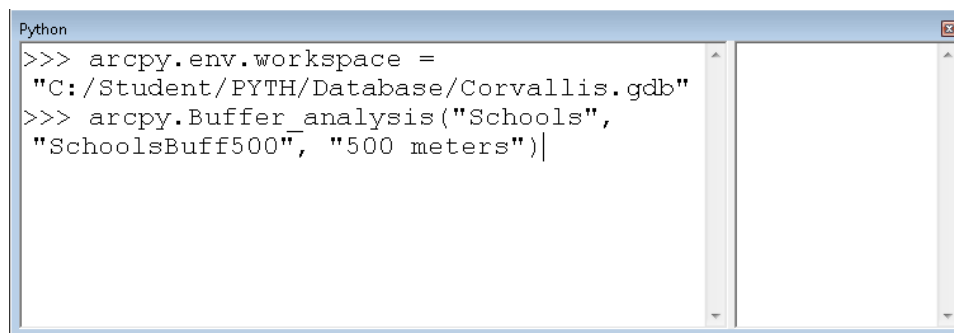 Python
>>> arcpy.env.workspace =
"C:/Student/PYTH/Database/Corvallis.gdb"
>>> arcpy.Buffer_analysis("Schools",
"SchoolsBuff500", "500 meters")